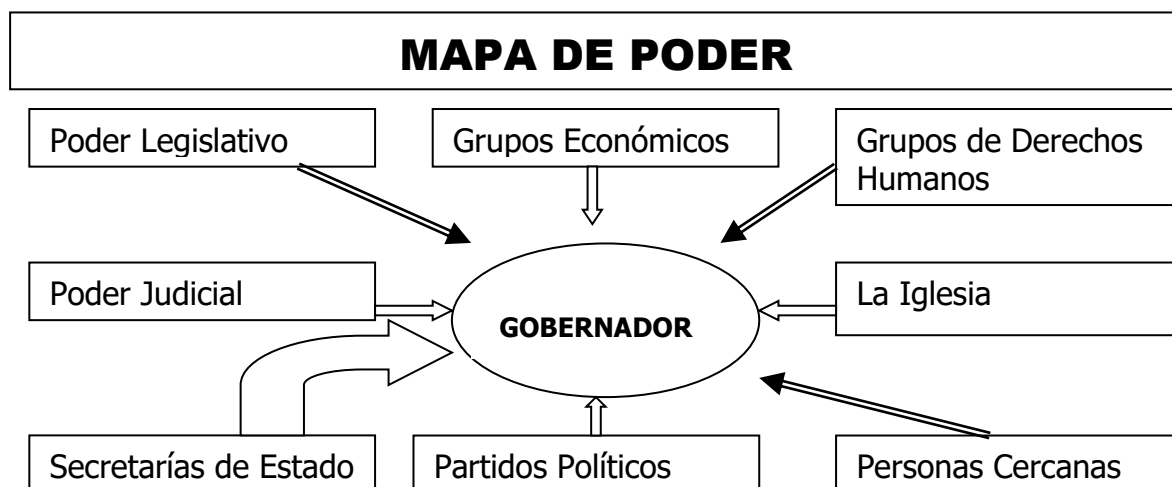 MAPA DE PODER
Poder Legislativo
Grupos Económicos
Grupos de Derechos
Humanos
Poder Judicial
GOBERNADOR
La Iglesia
Secretarías de Estado
Partidos Políticos
Personas Cercanas